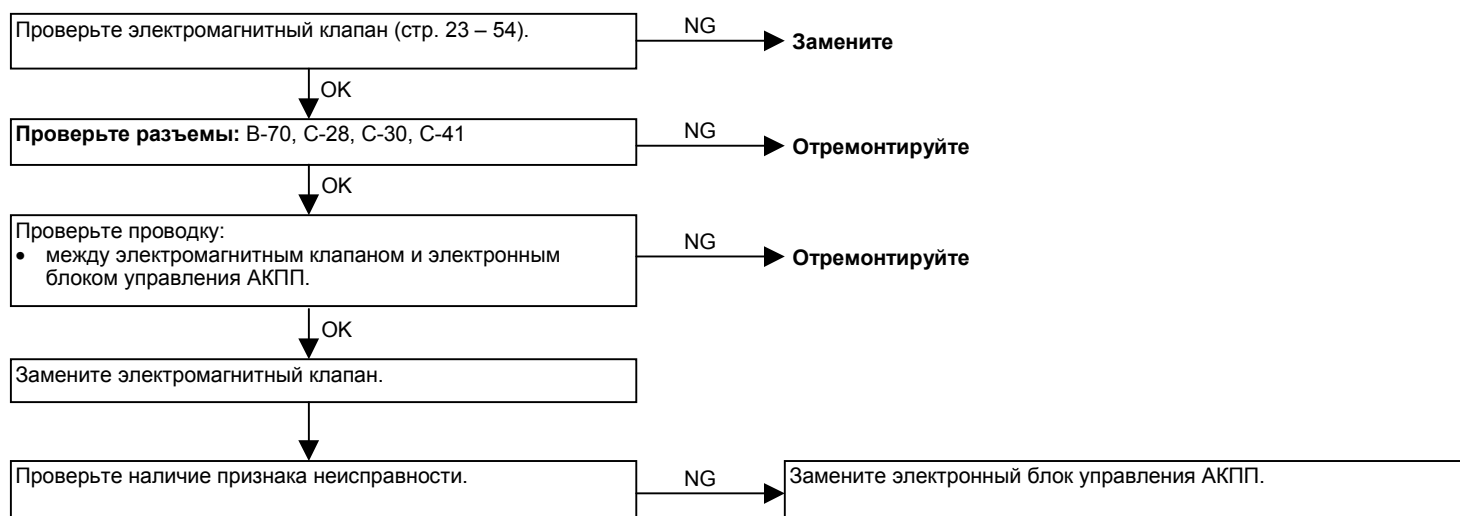 Проверьте электромагнитный клапан (стр. 23 – 54).
NG
Замените
OK
Проверьте разъемы: B-70, C-28, C-30, C-41
NG
Отремонтируйте
OK
Проверьте проводку:
• между электромагнитным клапаном и электронным
блоком управления АКПП.
NG
Отремонтируйте
OK
Замените электромагнитный клапан.
Проверьте наличие признака неисправности.
NG
Замените электронный блок управления АКПП.